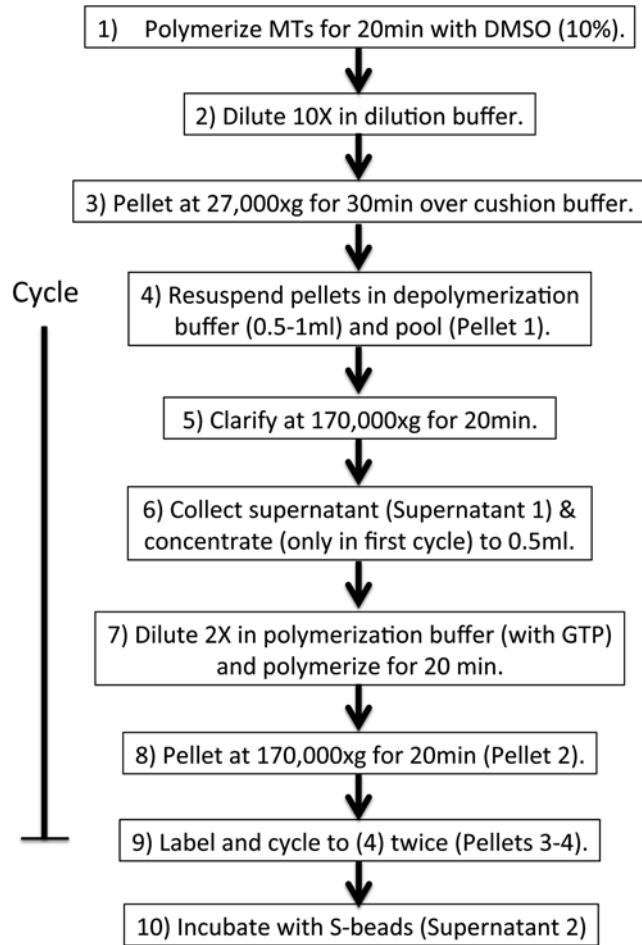 1) Polymerize MTs for 20min with DMSO (10%).
2) Dilute 10X in dilution buffer.
3) Pellet at 27,000xg for 30min over cushion buffer.
Cycle
4) Resuspend pellets in depolymerization
buffer (0.5-1ml) and pool (Pellet 1).
5) Clarify at 170,000xg for 20min.
6) Collect supernatant (Supernatant 1) &
concentrate (only in first cycle) to 0.5ml.
7) Dilute 2X in polymerization buffer (with GTP)
and polymerize for 20 min.
8) Pellet at 170,000xg for 20min (Pellet 2).
9) Label and cycle to (4) twice (Pellets 3-4).
10) Incubate with S-beads (Supernatant 2)